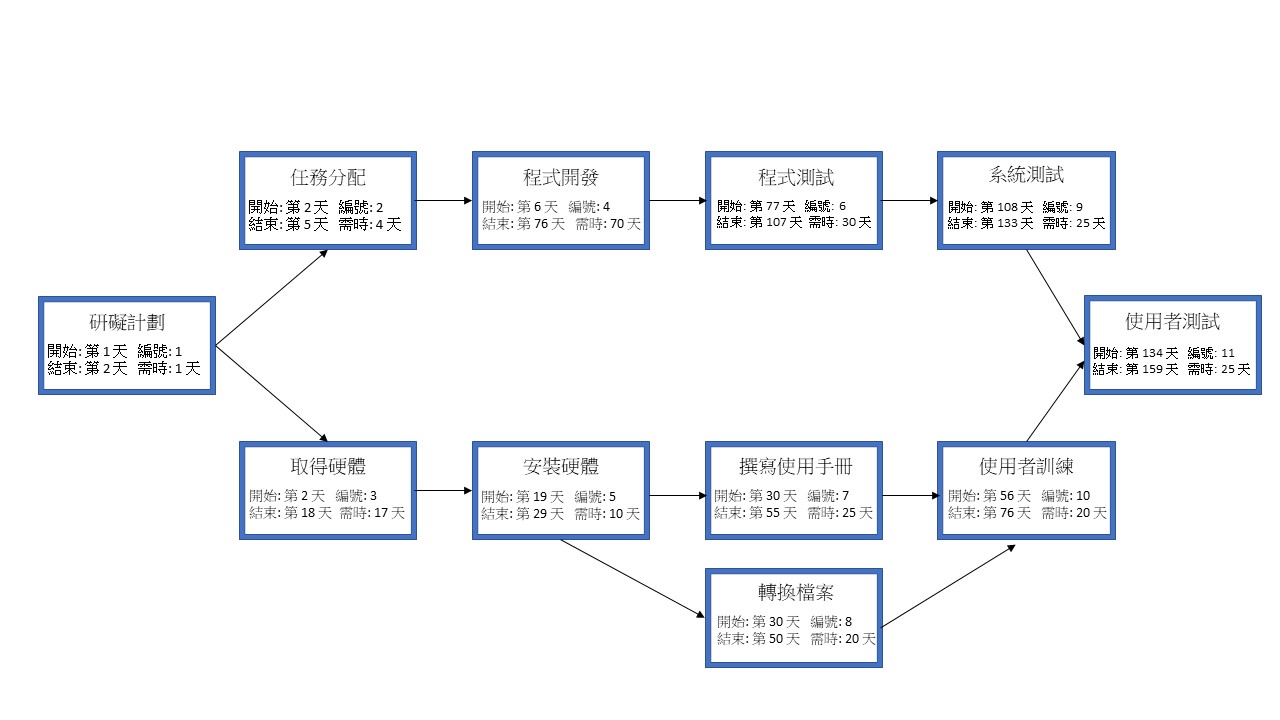 任務分配
開始: 第 2 天 編號: 2
結束: 第 5 天 需時: 4 天
程式開發
開始: 第 6 天 編號: 4
結束: 第 76 天 需時: 70 天
程式測試
開始: 第 77 天 編號: 6
結束: 第 107 天 需時: 30 天
系統測試
開始: 第 108 天 編號: 9
結束: 第 133 天 需時: 25 天
研礙計劃
開始: 第 1 天 編號: 1
結束: 第 2 天 需時: 1 天
使用者測試
開始: 第 134 天 編號: 11
結束: 第 159 天 需時: 25 天
取得硬體
開始: 第 2 天 編號: 3
結束: 第 18 天 需時: 17 天
安裝硬體
開始: 第 19 天 編號: 5
結束: 第 29 天 需時: 10 天
撰寫使用手冊
開始: 第 30 天 編號: 7
結束: 第 55 天 需時: 25 天
使用者訓練
開始: 第 56 天 編號: 10
結束: 第 76 天 需時: 20 天
轉換檔案
開始: 第 30 天 編號: 8
結束: 第 50 天 需時: 20 天